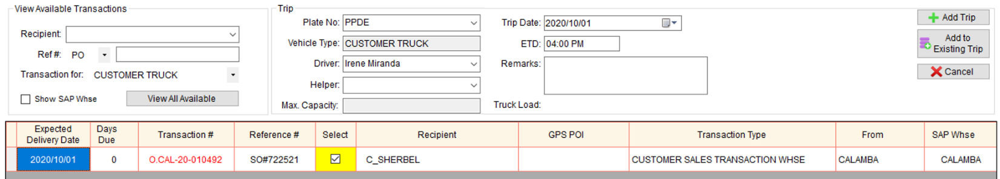 View Available Transactions
Recipient:
Ref #: PO
Transaction for: CUSTOMER TRUCK
Show SAP Whse
View All Available
Trip
Plate No: PPDE
Vehicle Type: CUSTOMER TRUCK
Driver: Irene Miranda
Helper:
Max. Capacity:
Trip Date: 2020/10/01
ETD: 04:00 PM
Remarks:
Truck Load:
Add Trip
Add to
Existing Trip
Cancel
Expected Delivery Date Days Due Transaction # Reference # Select Recipient GPS POI Transaction Type From SAP Whse
2020/10/01 0 O.CAL-20-010492 SO#722521 C_SHERBEL CUSTOMER SALES TRANSACTION WHSE CALAMBA CALAMBA